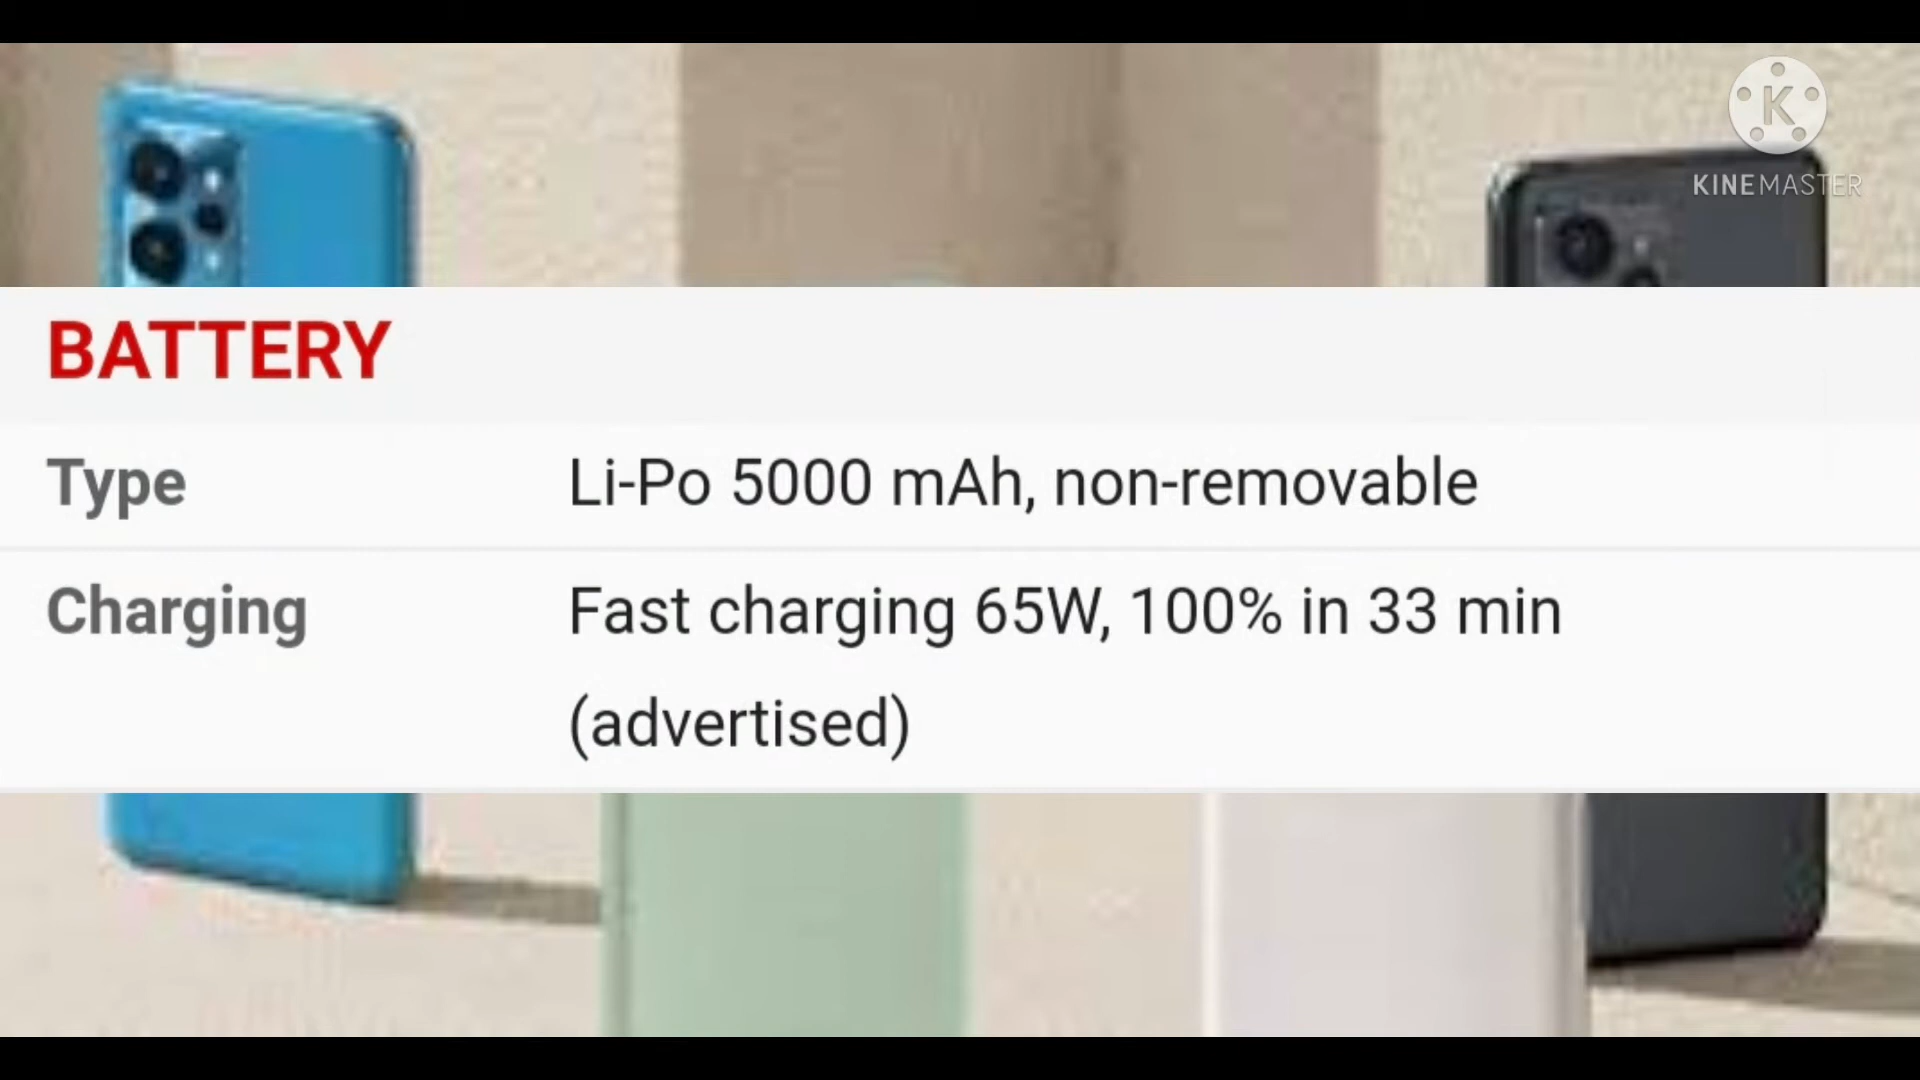 K
KINEMASTER
BATTERY
Type Li-Po 5000 mAh, non-removable
Charging Fast charging 65W, 100% in 33 min
(advertised)